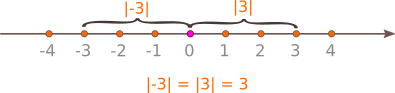 |-3| |3|
-4 -3 -2 -1 0 1 2 3 4
|-3| = |3| = 3